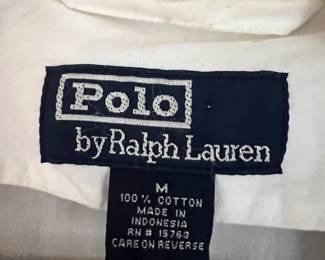 Polo
by Ralph Lauren
M
100% COTTON
MADE IN
INDONESIA
RN # 15763
CARE ON REVERSE